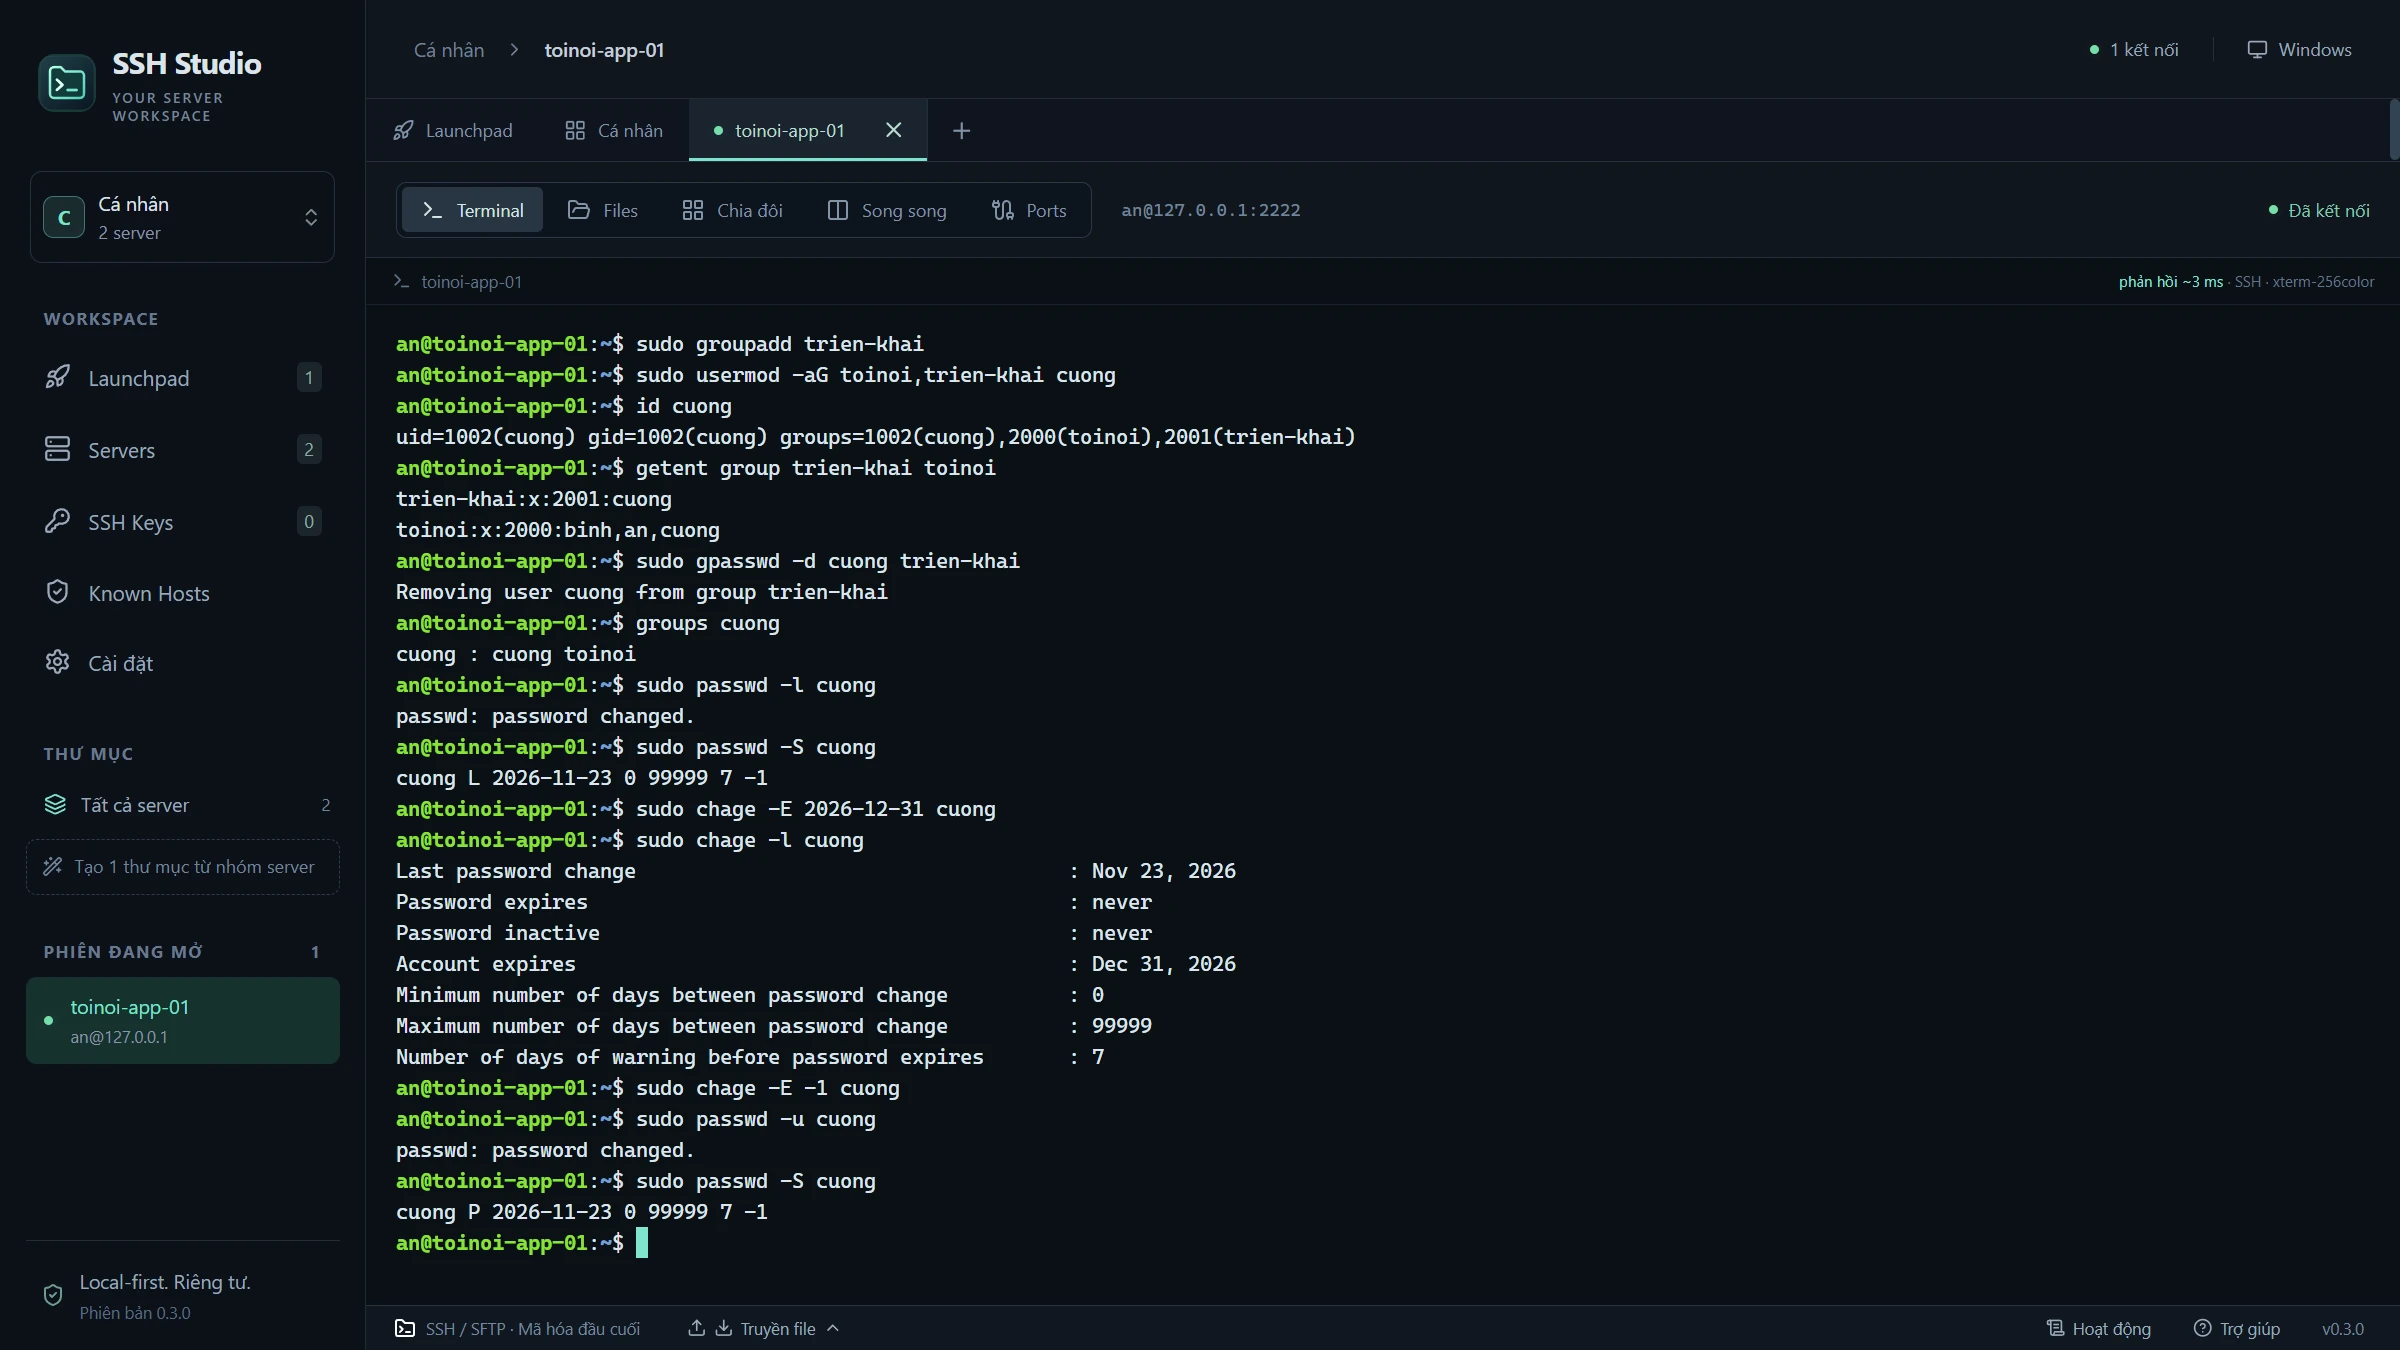 SSH Studio
YOUR SERVER
WORKSPACE
C
Cá nhân
2 server
WORKSPACE
Launchpad 1
Servers 2
SSH Keys 0
Known Hosts
Cài đặt
THƯ MỤC
Tất cả server 2
Tạo 1 thư mục từ nhóm server
PHIÊN ĐANG MỞ 1
toinoi-app-01
an@127.0.0.1
Local-first. Riêng tư.
Phiên bản 0.3.0
Cá nhân > toinoi-app-01
1 kết nối
Windows
Launchpad
Cá nhân
toinoi-app-01
Terminal
Files
Chia đôi
Song song
Ports
an@127.0.0.1:2222
Đã kết nối
toinoi-app-01
phản hồi ~3 ms · SSH · xterm-256color
an@toinoi-app-01:~$ sudo groupadd trien-khai
an@toinoi-app-01:~$ sudo usermod -aG toinoi,trien-khai cuong
an@toinoi-app-01:~$ id cuong
uid=1002(cuong) gid=1002(cuong) groups=1002(cuong),2000(toinoi),2001(trien-khai)
an@toinoi-app-01:~$ getent group trien-khai toinoi
trien-khai:x:2001:cuong
toinoi:x:2000:binh,an,cuong
an@toinoi-app-01:~$ sudo gpasswd -d cuong trien-khai
Removing user cuong from group trien-khai
an@toinoi-app-01:~$ groups cuong
cuong : cuong toinoi
an@toinoi-app-01:~$ sudo passwd -l cuong
passwd: password changed.
an@toinoi-app-01:~$ sudo passwd -S cuong
cuong L 2026-11-23 0 99999 7 -1
an@toinoi-app-01:~$ sudo chage -E 2026-12-31 cuong
an@toinoi-app-01:~$ sudo chage -l cuong
Last password change : Nov 23, 2026
Password expires : never
Password inactive : never
Account expires : Dec 31, 2026
Minimum number of days between password change : 0
Maximum number of days between password change : 99999
Number of days of warning before password expires : 7
an@toinoi-app-01:~$ sudo chage -E -1 cuong
an@toinoi-app-01:~$ sudo passwd -u cuong
passwd: password changed.
an@toinoi-app-01:~$ sudo passwd -S cuong
cuong P 2026-11-23 0 99999 7 -1
an@toinoi-app-01:~$
SSH / SFTP · Mã hóa đầu cuối
Truyền file
Hoạt động
Trợ giúp
v0.3.0